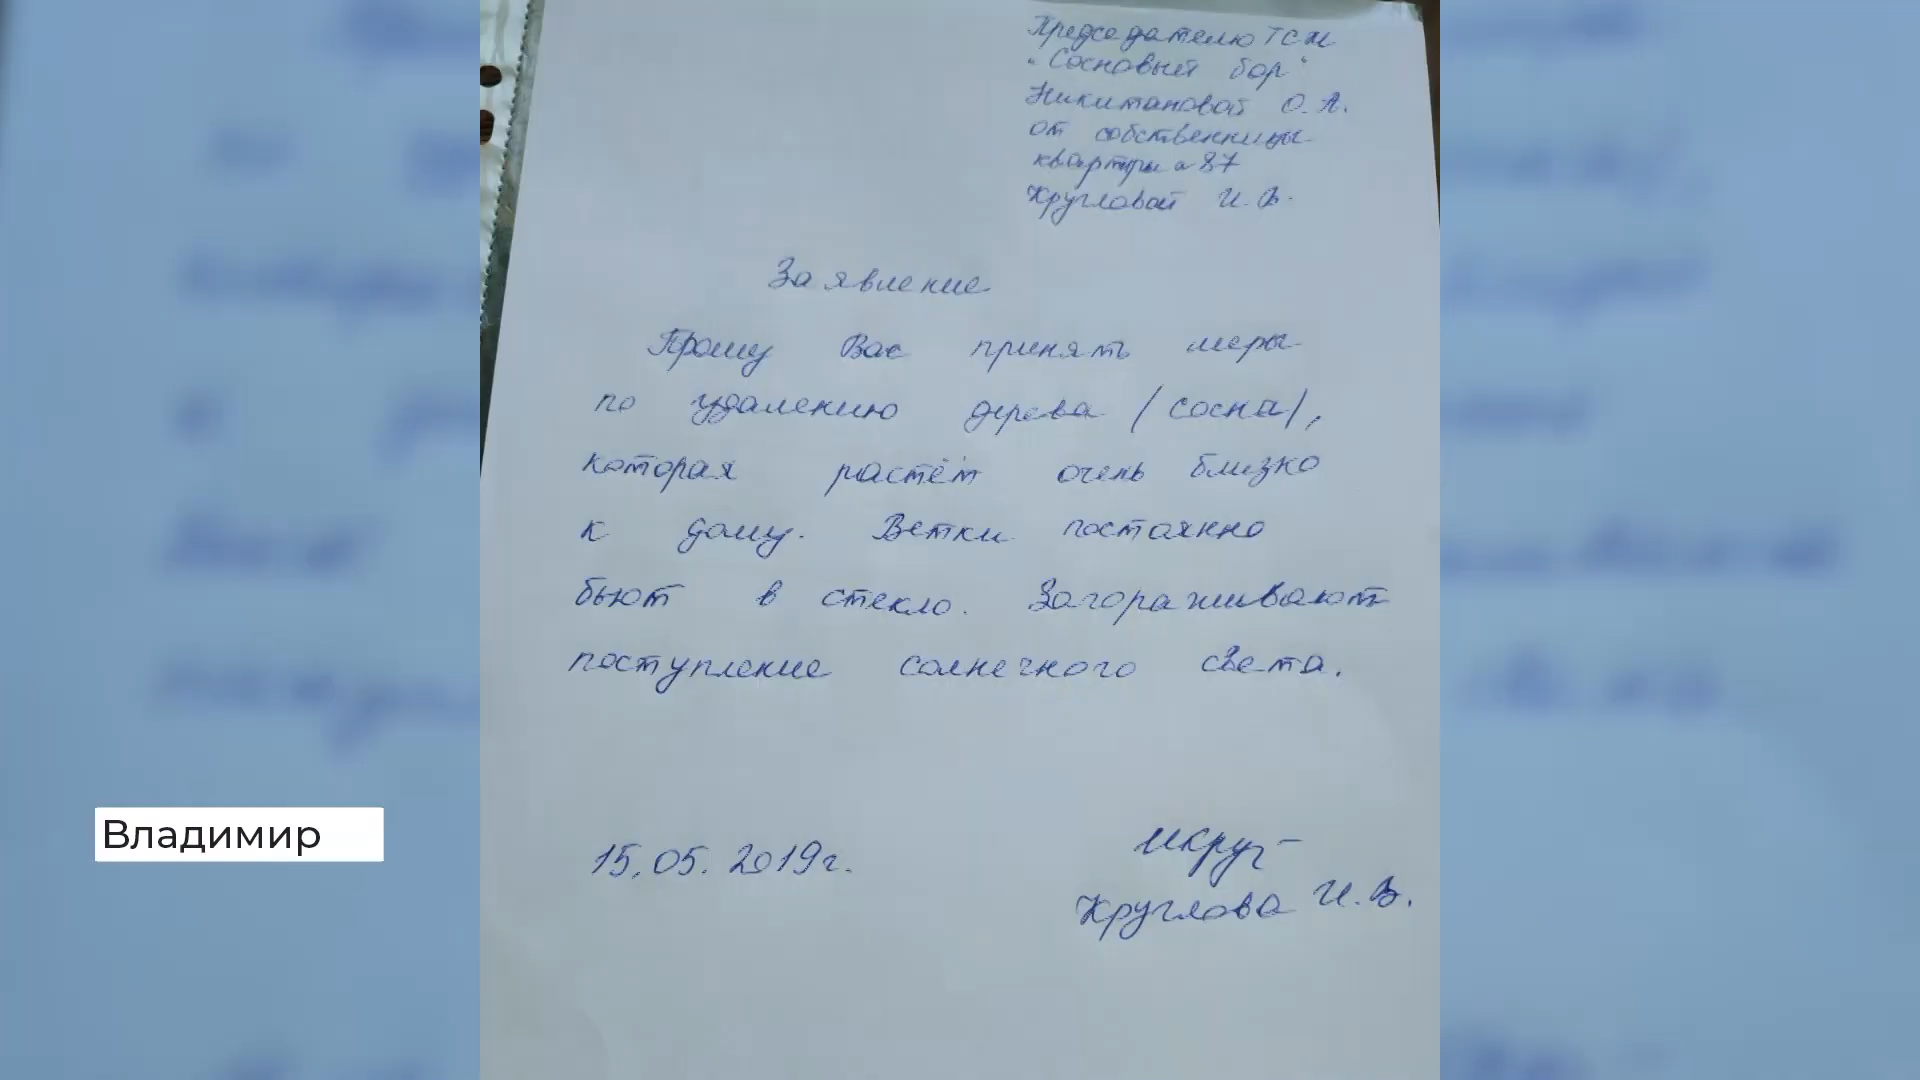 Председателю ТСЖ
"Сосновый бор"
Никитановой О.А.
от собственницы
квартиры 87
Кругловой И.В.
Заявление
Прошу Вас принять меры
по удалению дерева (сосна),
которая растёт очень близко
к дому. Ветки постоянно
бьют в стекло. Загораживают
поступление солнечного света.
15.05.2019г.
Икруг
Круглова И.В.
Владимир